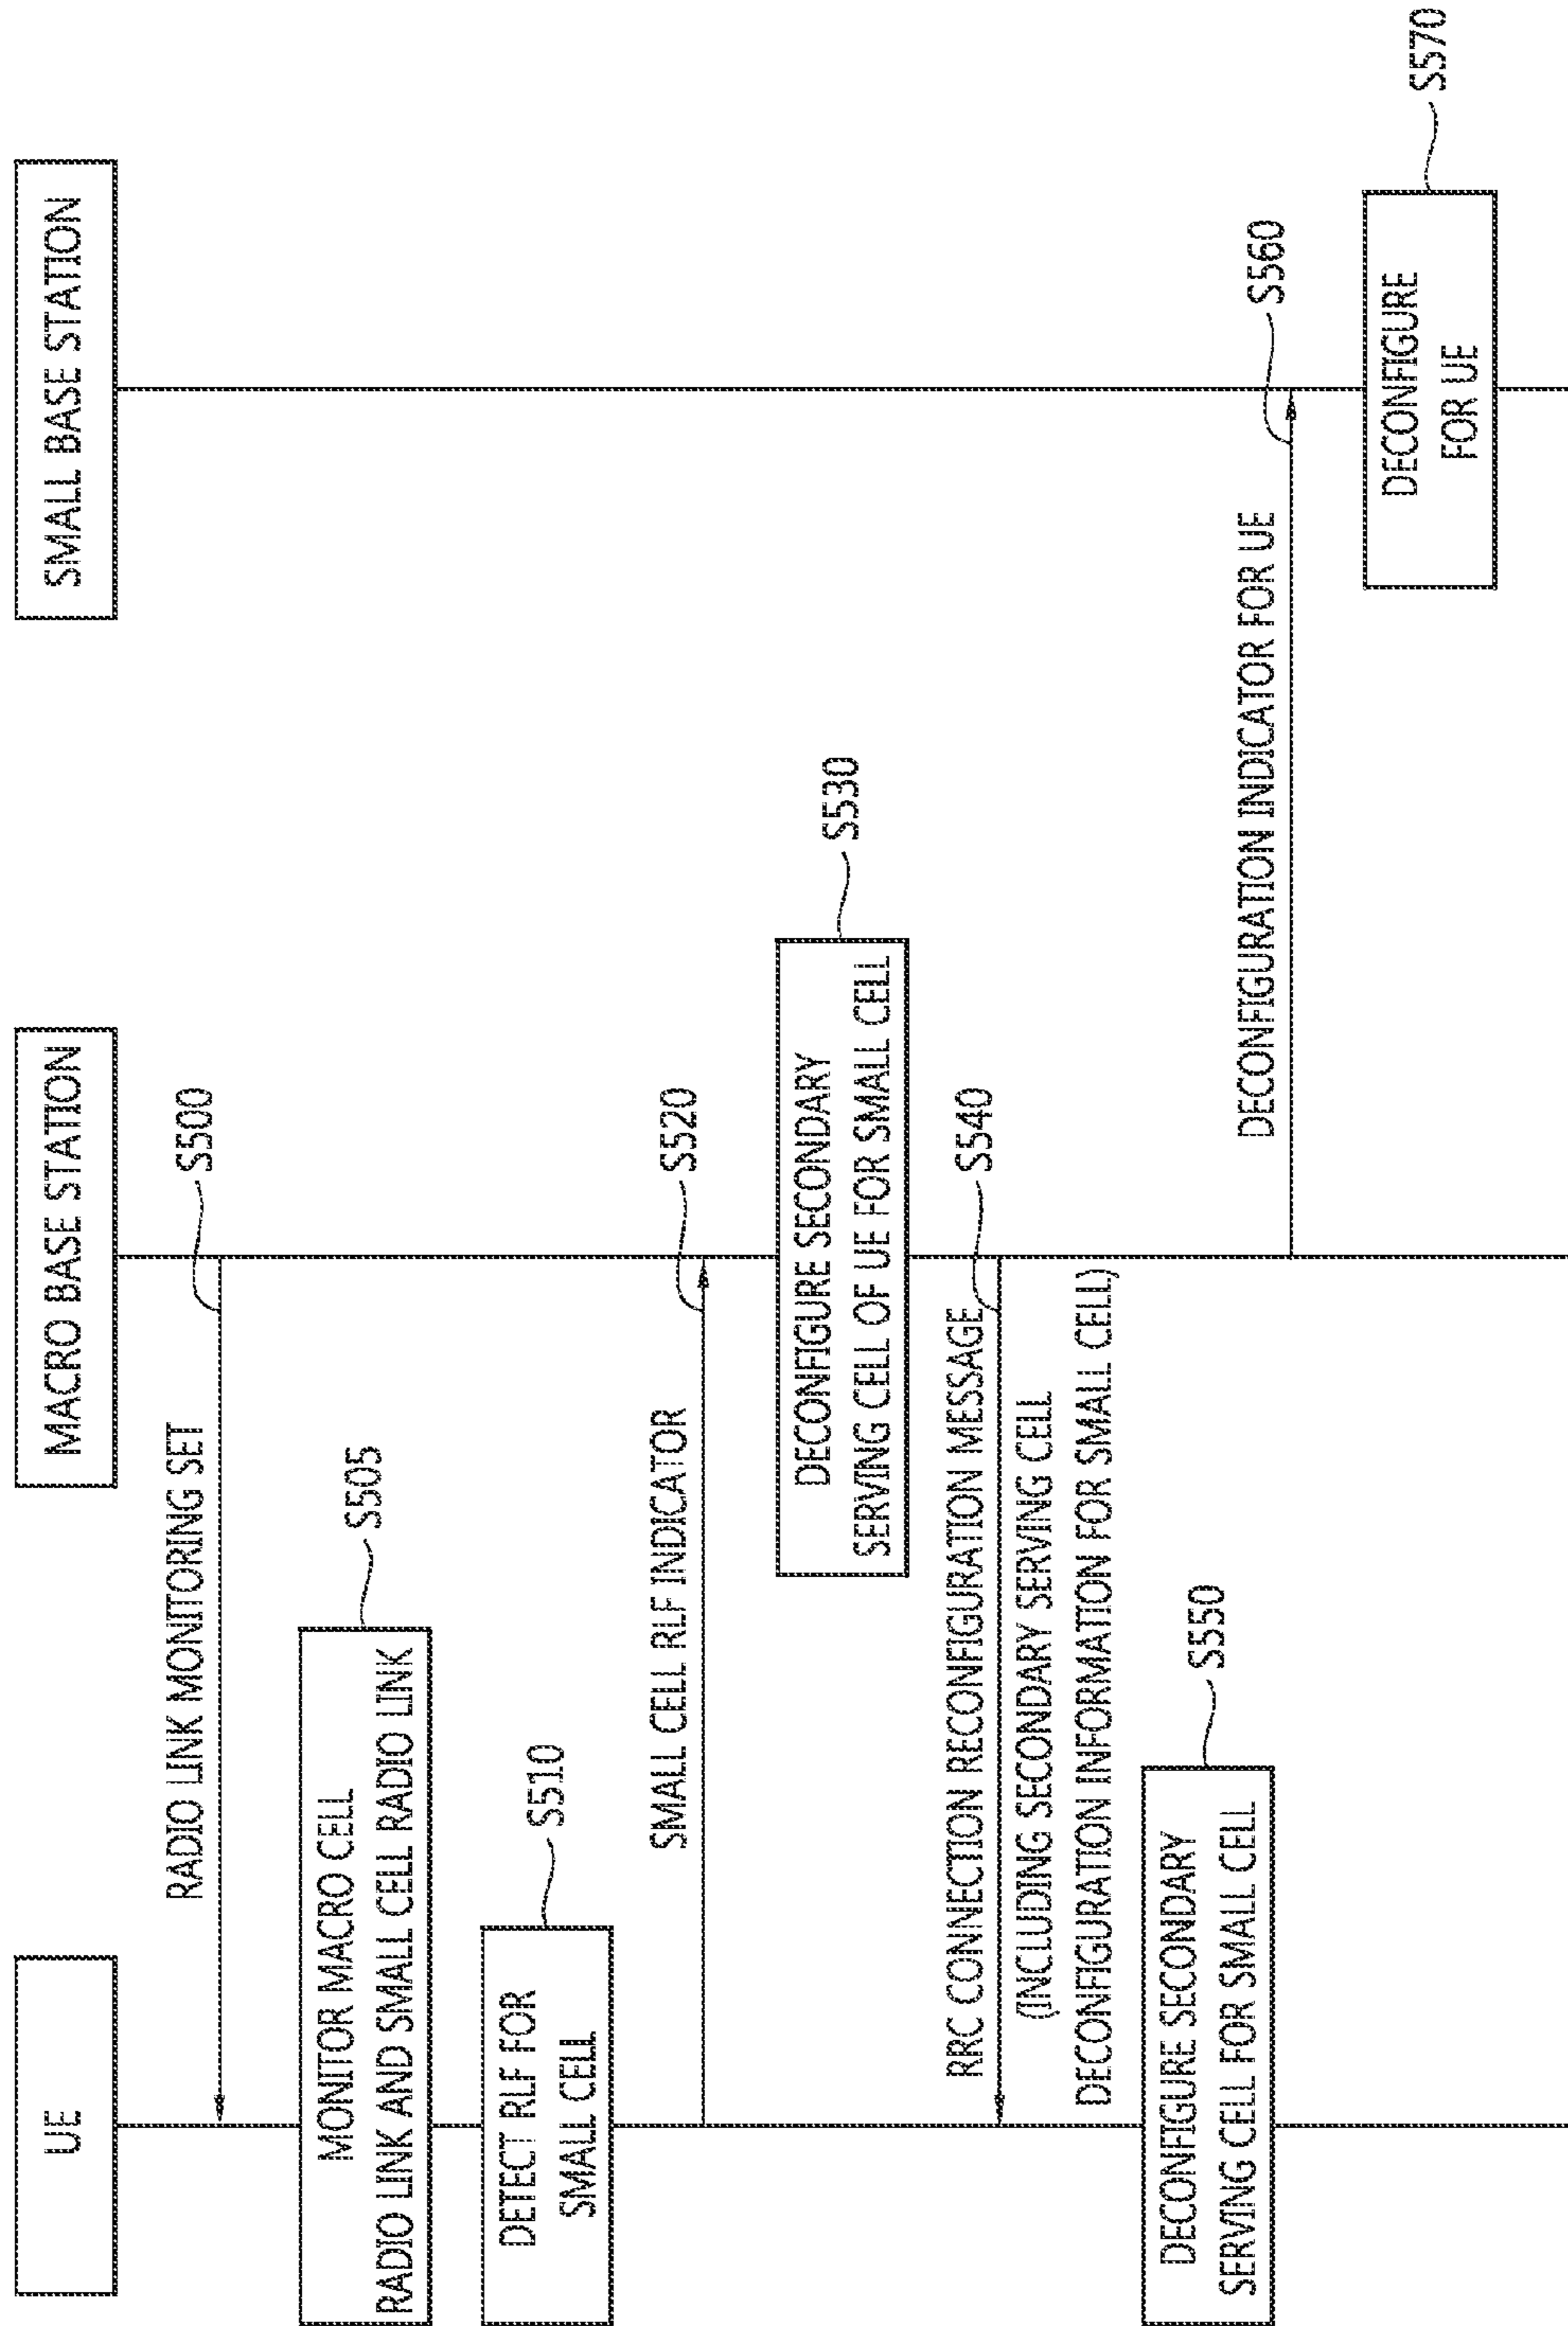 UE
MACRO BASE STATION
SMALL BASE STATION
S500
RADIO LINK MONITORING SET
S505
MONITOR MACRO CELL
RADIO LINK AND SMALL CELL RADIO LINK
S510
DETECT RLF FOR
SMALL CELL
S520
SMALL CELL RLF INDICATOR
S530
DECONFIGURE SECONDARY
SERVING CELL OF UE FOR SMALL CELL
S540
RRC CONNECTION RECONFIGURATION MESSAGE
(INCLUDING SECONDARY SERVING CELL
DECONFIGURATION INFORMATION FOR SMALL CELL)
S550
DECONFIGURE SECONDARY
SERVING CELL FOR SMALL CELL
DECONFIGURATION INDICATOR FOR UE
S560
S570
DECONFIGURE
FOR UE